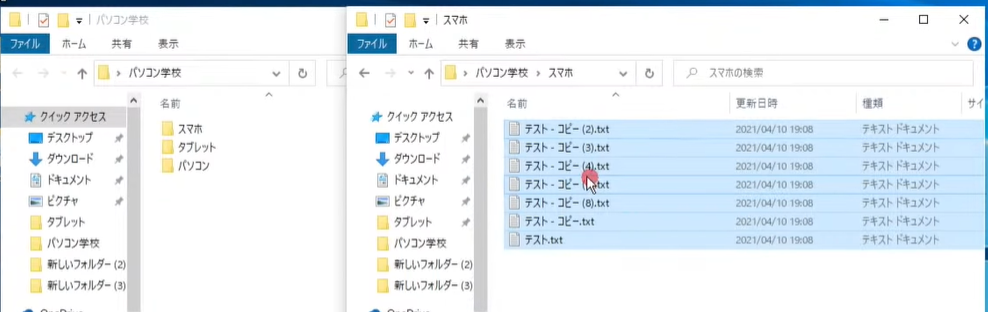 パソコン学校
ファイル ホーム 共有 表示
パソコン学校
名前
クイック アクセス
デスクトップ
ダウンロード
ドキュメント
ピクチャ
タブレット
パソコン学校
新しいフォルダー (2)
新しいフォルダー (3)
スマホ
タブレット
パソコン
スマホ
ファイル ホーム 共有 表示
パソコン学校 › スマホ
スマホの検索
クイック アクセス
デスクトップ
ダウンロード
ドキュメント
ピクチャ
タブレット
パソコン学校
新しいフォルダー (2)
新しいフォルダー (3)
名前 更新日時 種類 サイ
テスト - コピー (2).txt 2021/04/10 19:08 テキスト ドキュメント
テスト - コピー (3).txt 2021/04/10 19:08 テキスト ドキュメント
テスト - コピー (4).txt 2021/04/10 19:08 テキスト ドキュメント
テスト - コピー 2021/04/10 19:08 テキスト ドキュメント
テスト - コピー (8).txt 2021/04/10 19:08 テキスト ドキュメント
テスト - コピー.txt 2021/04/10 19:08 テキスト ドキュメント
テスト.txt 2021/04/10 19:08 テキスト ドキュメント